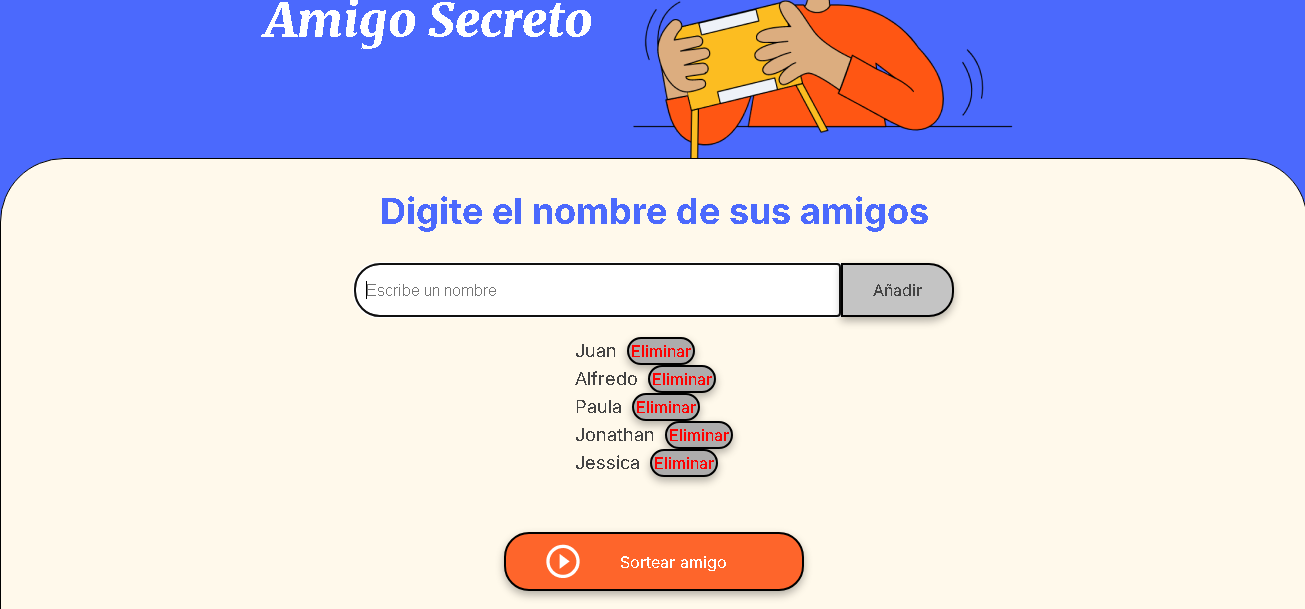 Amigo Secreto
Digite el nombre de sus amigos
Escribe un nombre
Añadir
Juan Eliminar
Alfredo Eliminar
Paula Eliminar
Jonathan Eliminar
Jessica Eliminar
Sortear amigo